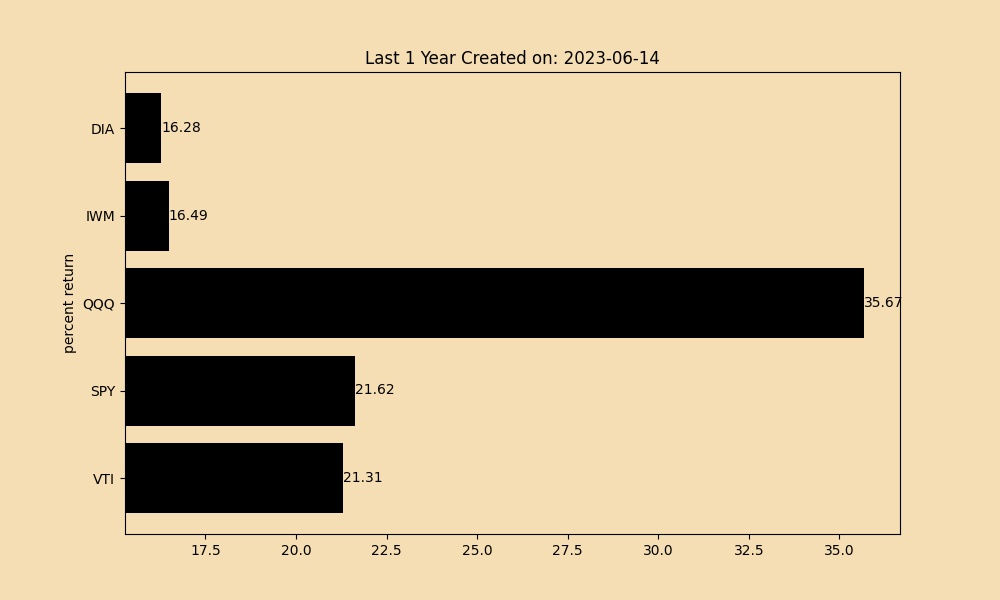 Last 1 Year Created on: 2023-06-14
DIA
16.28
IWM
16.49
QQQ
35.67
percent return
SPY
21.62
VTI
21.31
17.5 20.0 22.5 25.0 27.5 30.0 32.5 35.0